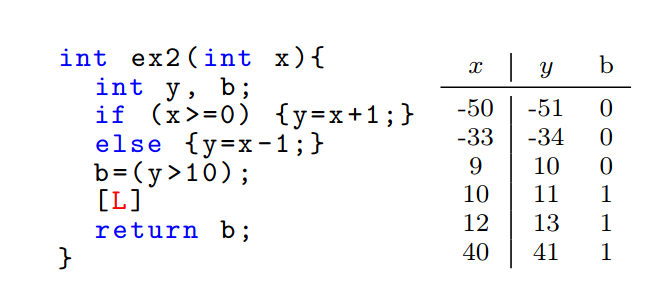 int ex2(int x){
int y, b;
if (x>=0) {y=x+1;}
else {y=x-1;}
b=(y>10);
[L]
return b;
}
x y b
-50 -51 0
-33 -34 0
9 10 0
10 11 1
12 13 1
40 41 1